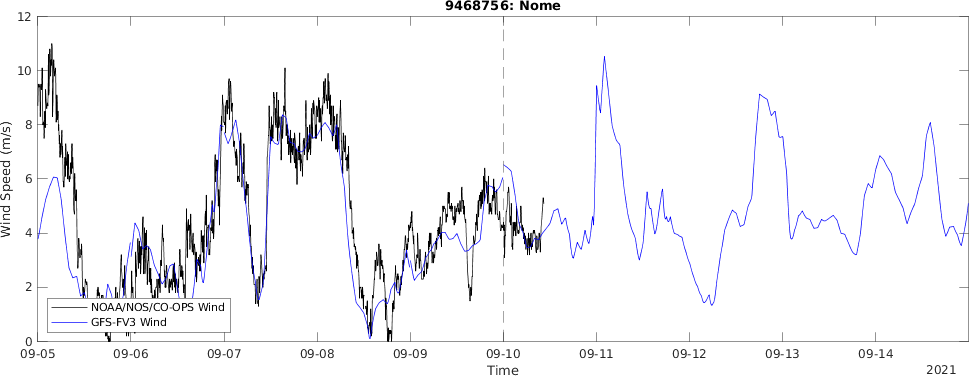 9468756: Nome
12
10
8
6
4
2
0
Wind Speed (m/s)
NOAA/NOS/CO-OPS Wind
GFS-FV3 Wind
09-05 09-06 09-07 09-08 09-09 09-10 09-11 09-12 09-13 09-14
Time
2021